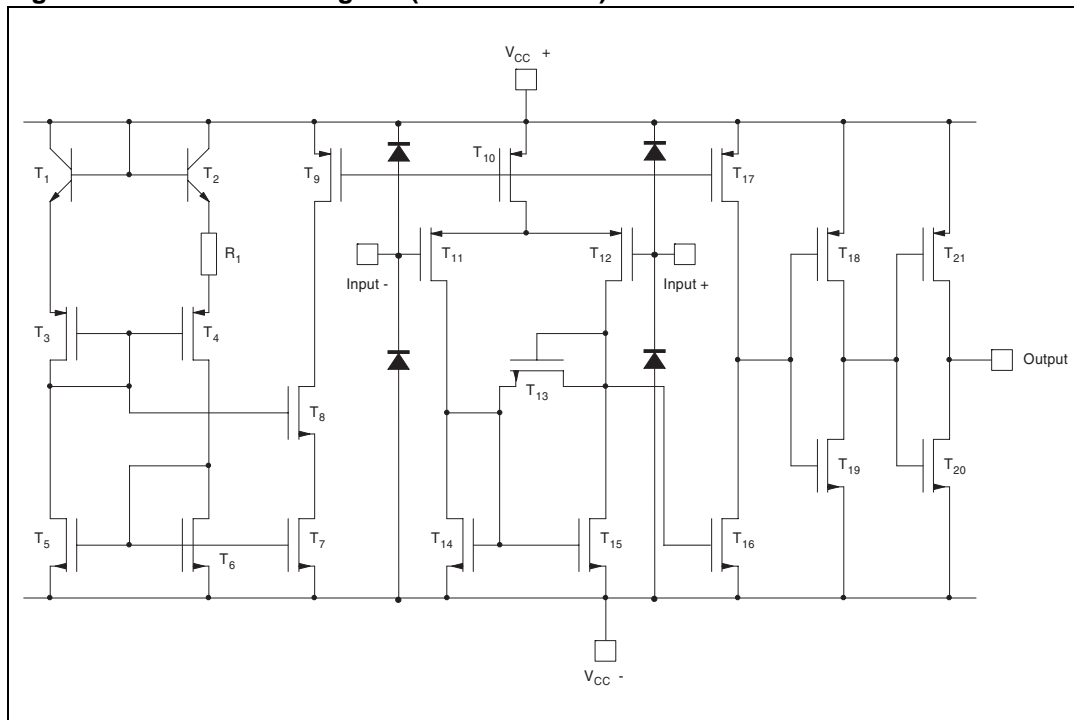 V_CC +
T_1
T_2
T_9
T_10
T_17
R_1
Input -
T_11
T_12
Input +
T_18
T_21
T_3
T_4
T_8
T_13
Output
T_5
T_6
T_7
T_14
T_15
T_16
T_19
T_20
V_CC -